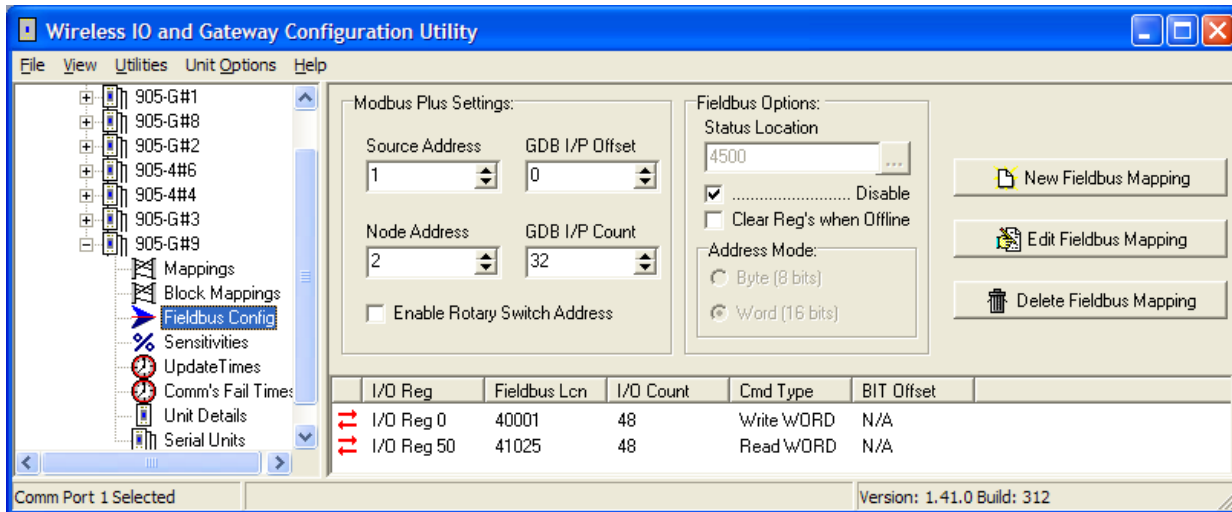 Wireless IO and Gateway Configuration Utility
File View Utilities Unit Options Help
905-G#1
905-G#8
905-G#2
905-4#6
905-4#4
905-G#3
905-G#9
Mappings
Block Mappings
Fieldbus Config
Sensitivities
UpdateTimes
Comm's Fail Times
Unit Details
Serial Units
Modbus Plus Settings:
Source Address GDB I/P Offset
1 0
Node Address GDB I/P Count
2 32
Enable Rotary Switch Address
Fieldbus Options:
Status Location
4500 ...
............................ Disable
Clear Reg's when Offline
Address Mode:
Byte (8 bits)
Word (16 bits)
New Fieldbus Mapping
Edit Fieldbus Mapping
Delete Fieldbus Mapping
I/O Reg Fieldbus Lcn I/O Count Cmd Type BIT Offset
I/O Reg 0 40001 48 Write WORD N/A
I/O Reg 50 41025 48 Read WORD N/A
Comm Port 1 Selected Version: 1.41.0 Build: 312